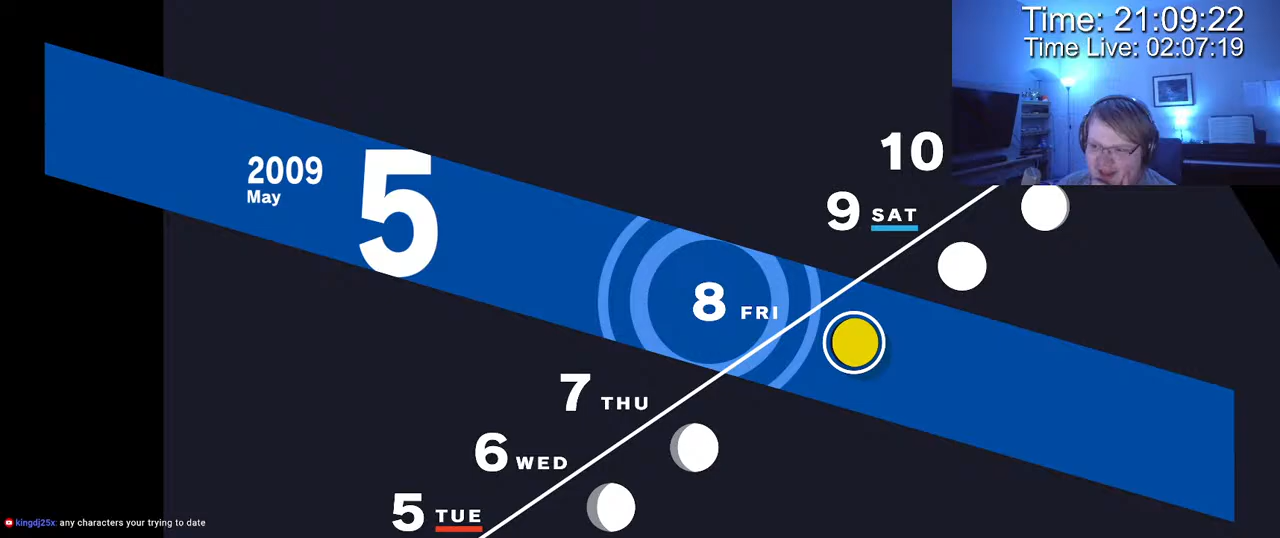 Time: 21:09:22
Time Live: 02:07:19
2009
May
5
10
9 SAT
8 FRI
7 THU
6 WED
5 TUE
kingdj25x: any characters your trying to date